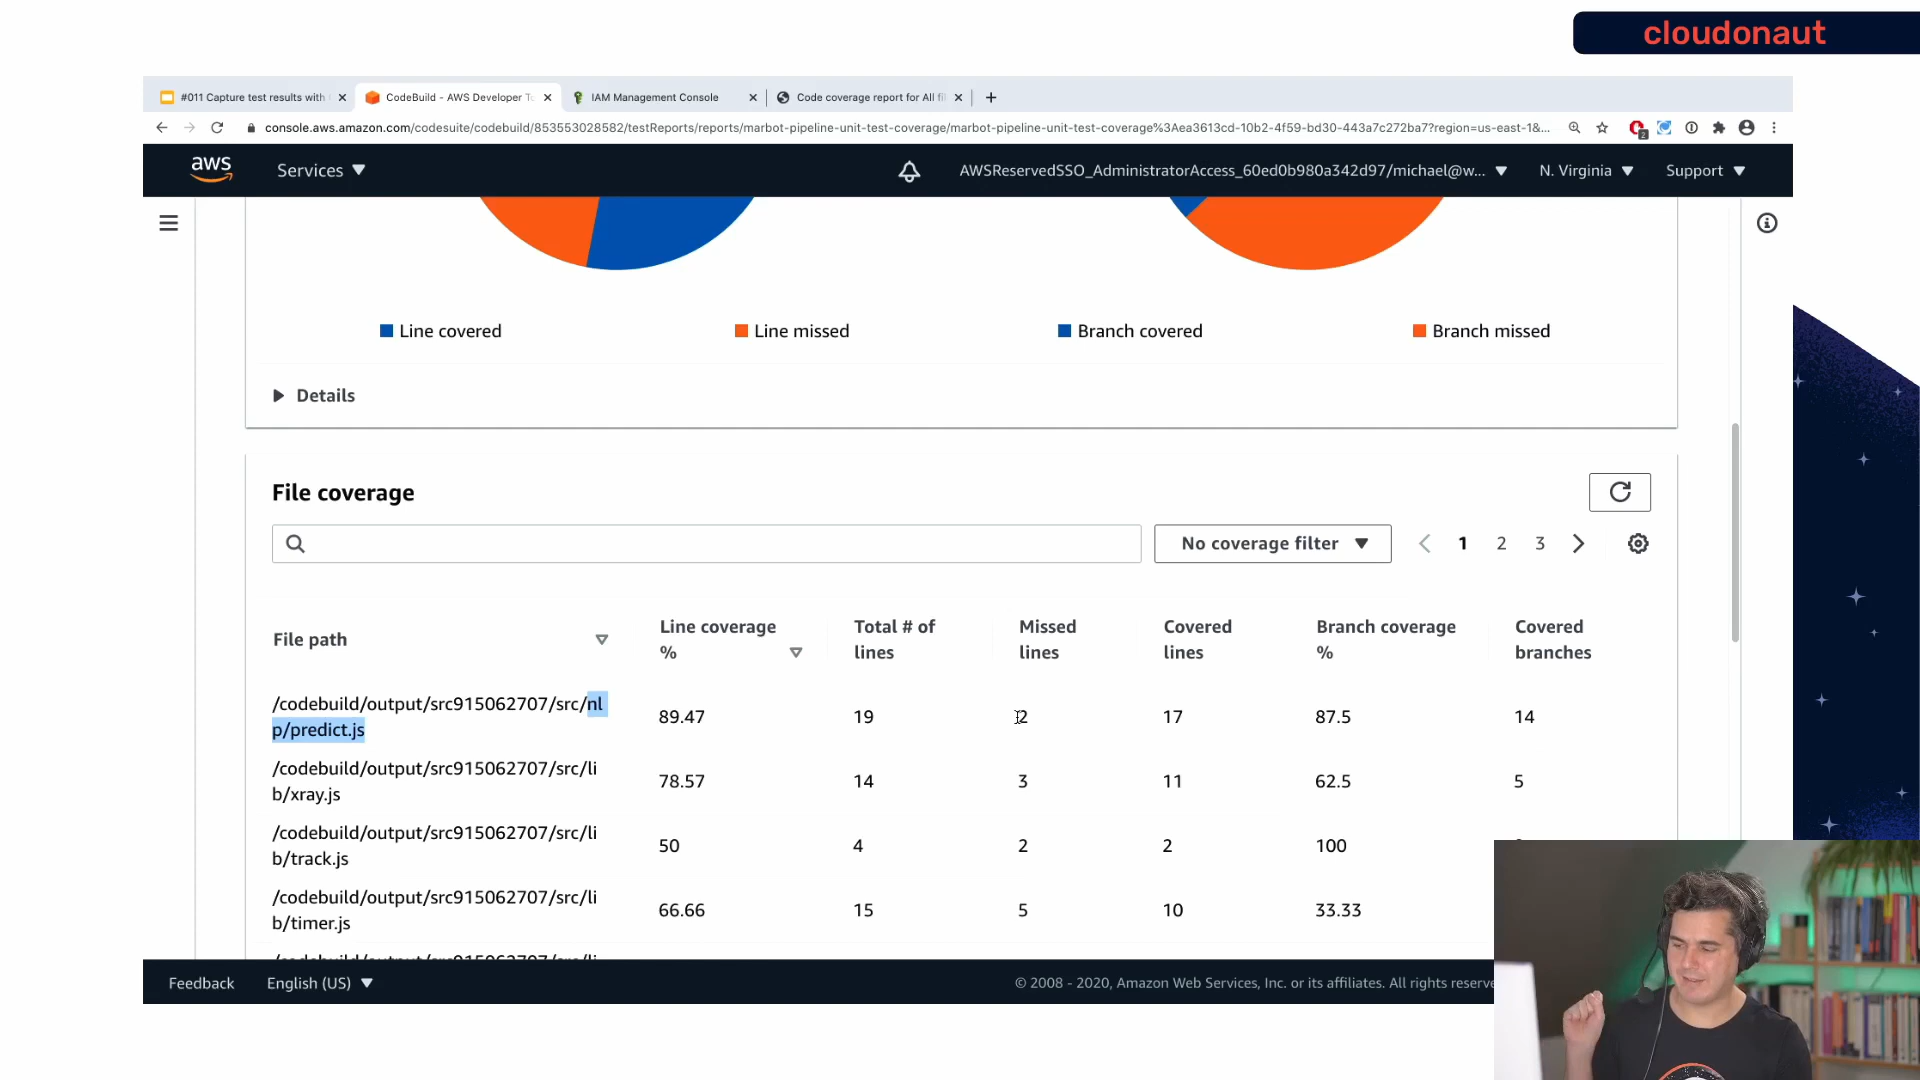 cloudonaut
#011 Capture test results with
CodeBuild - AWS Developer To
IAM Management Console
Code coverage report for All fi
console.aws.amazon.com/codesuite/codebuild/853553028582/testReports/reports/marbot-pipeline-unit-test-coverage/marbot-pipeline-unit-test-coverage%3Aea3613cd-10b2-4f59-bd30-443a7c272ba7?region=us-east-1&...
2
aws
Services
AWSReservedSSO_AdministratorAccess_60ed0b980a342d97/michael@w...
N. Virginia
Support
Line covered
Line missed
Branch covered
Branch missed
Details
File coverage
No coverage filter
1 2 3
File path
Line coverage
%
Total # of
lines
Missed
lines
Covered
lines
Branch coverage
%
Covered
branches
/codebuild/output/src915062707/src/nl
p/predict.js
89.47 19 2 17 87.5 14
/codebuild/output/src915062707/src/li
b/xray.js
78.57 14 3 11 62.5 5
/codebuild/output/src915062707/src/li
b/track.js
50 4 2 2 100
/codebuild/output/src915062707/src/li
b/timer.js
66.66 15 5 10 33.33
Feedback
English (US)
© 2008 - 2020, Amazon Web Services, Inc. or its affiliates. All rights reserve